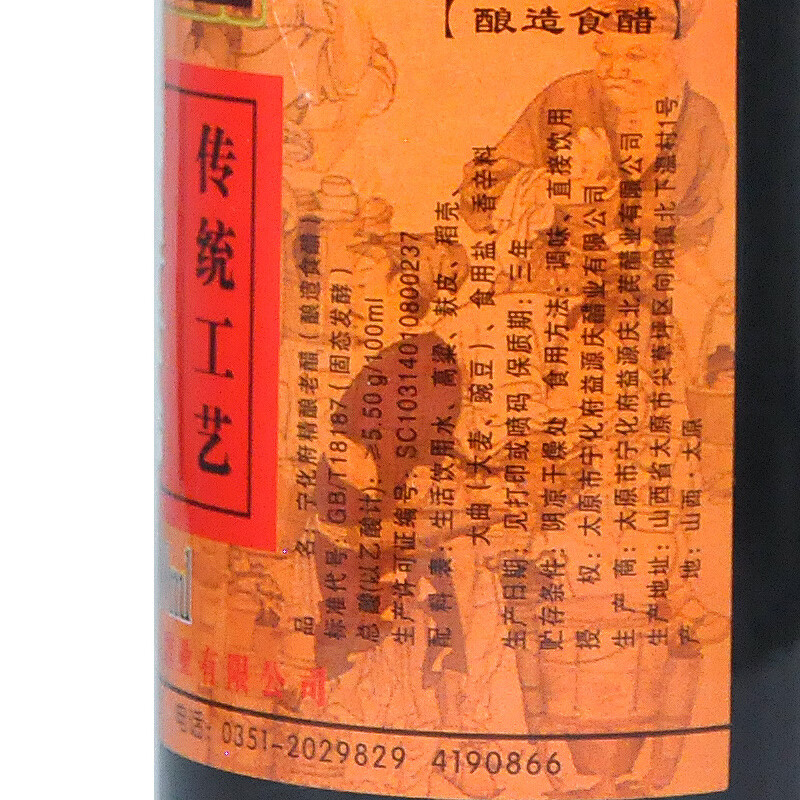 【酿造食醋】
传统工艺
品名：宁化府精酿老醋（酿造食醋）
标准代号：GB/T18187（固态发酵）
总酸(以乙酸计)：≥5.50g/100ml
生产许可证编号：SC10314010800237
配料表：生活饮用水、高粱、麸皮、稻壳、
大曲（大麦、豌豆）、食用盐、香辛料
生产日期：见打印或喷码 保质期：三年
贮存条件：阴凉干燥处 食用方法：调味、直接饮用
授权：太原市宁化府益源庆醋业有限公司
生产商：太原市宁化府益源庆北芪醋业有限公司
生产地址：山西省太原市尖草坪区向阳镇北下温村1号
产地：山西·太原
ml
业有限公司
电话：0351-2029829 4190866